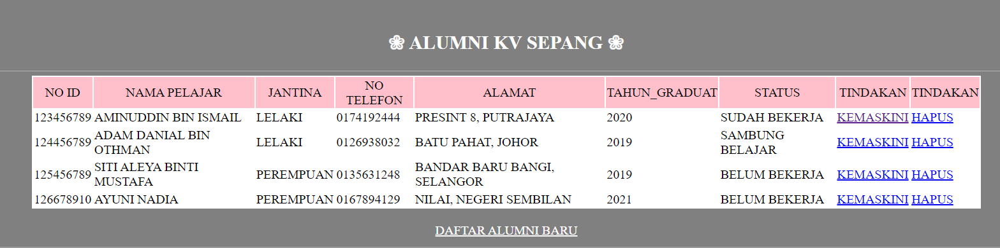 ❀ ALUMNI KV SEPANG ❀
NO ID NAMA PELAJAR JANTINA NO TELEFON ALAMAT TAHUN_GRADUAT STATUS TINDAKAN TINDAKAN
123456789 AMINUDDIN BIN ISMAIL LELAKI 0174192444 PRESINT 8, PUTRAJAYA 2020 SUDAH BEKERJA KEMASKINI HAPUS
124456789 ADAM DANIAL BIN OTHMAN LELAKI 0126938032 BATU PAHAT, JOHOR 2019 SAMBUNG BELAJAR KEMASKINI HAPUS
125456789 SITI ALEYA BINTI MUSTAFA PEREMPUAN 0135631248 BANDAR BARU BANGI, SELANGOR 2019 BELUM BEKERJA KEMASKINI HAPUS
126678910 AYUNI NADIA PEREMPUAN 0167894129 NILAI, NEGERI SEMBILAN 2021 BELUM BEKERJA KEMASKINI HAPUS
DAFTAR ALUMNI BARU